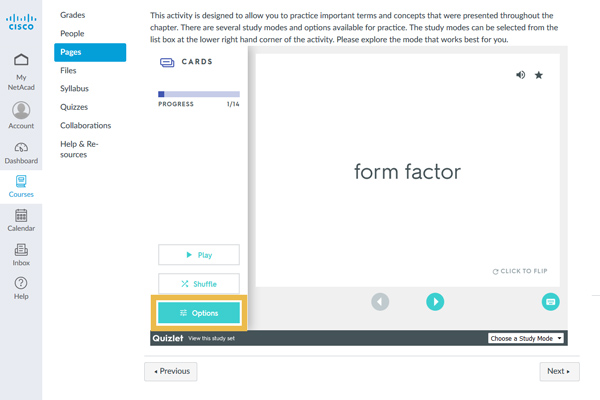 CISCO
My NetAcad
Account
Dashboard
Courses
Calendar
Inbox
Help
Grades
People
Pages
Files
Syllabus
Quizzes
Collaborations
Help & Re-
sources
This activity is designed to allow you to practice important terms and concepts that were presented throughout the
chapter. There are several study modes and options available for practice. The study modes can be selected from the
list box at the lower right hand corner of the activity. Please explore the mode that works best for you.
CARDS
PROGRESS 1/14
form factor
CLICK TO FLIP
Play
Shuffle
Options
Quizlet View this study set Choose a Study Mode
Previous
Next